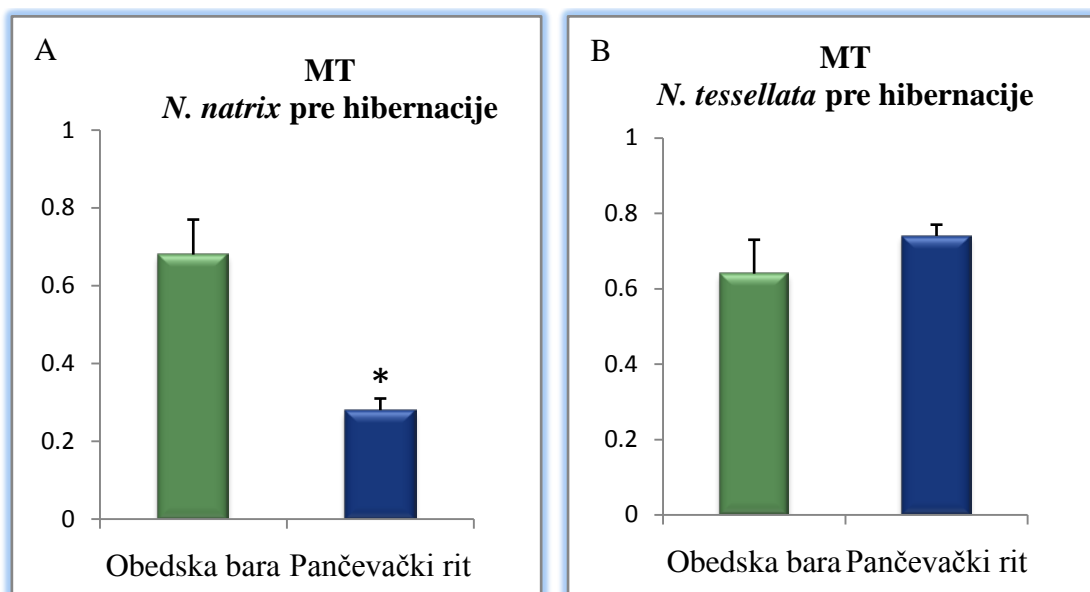 A
MT
N. natrix pre hibernacije
1
0.8
0.6
0.4
0.2
0
*
Obedska bara Pančevački rit
B
MT
N. tessellata pre hibernacije
1
0.8
0.6
0.4
0.2
0
Obedska bara Pančevački rit